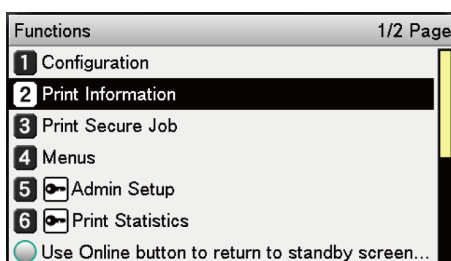 Functions 1/2 Page
1 Configuration
2 Print Information
3 Print Secure Job
4 Menus
5 Admin Setup
6 Print Statistics
Use Online button to return to standby screen...